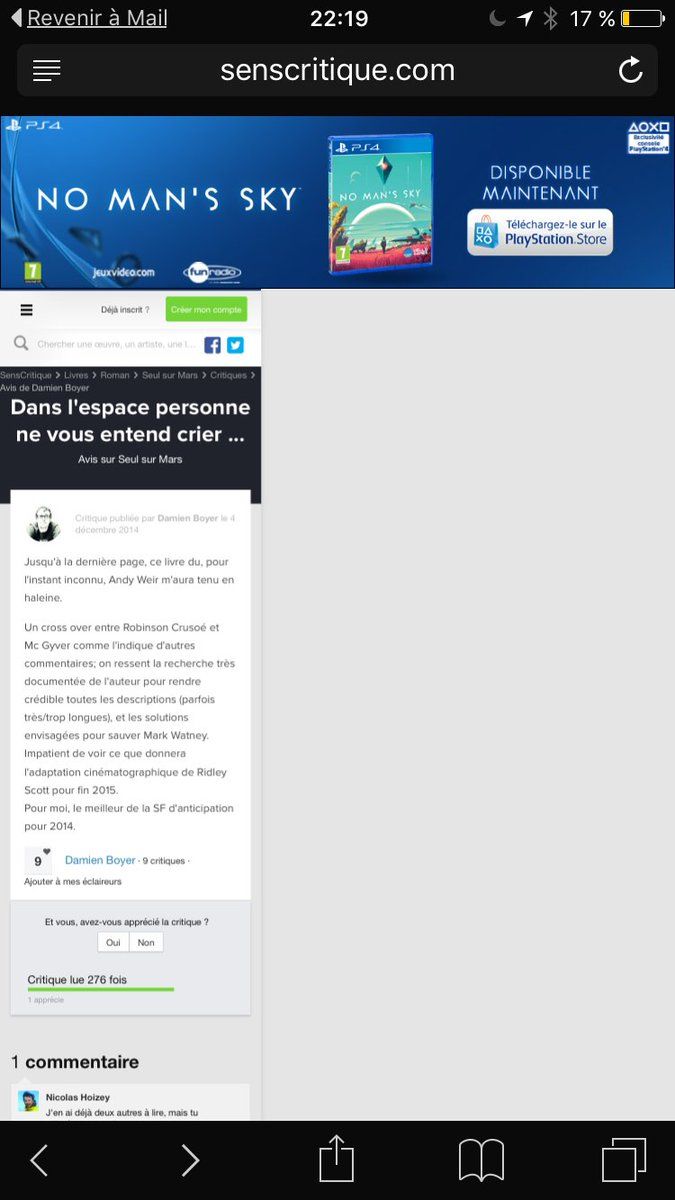 Revenir à Mail
22:19
17 %
senscritique.com
PS4
NO MAN'S SKY
PS4
NO MAN'S SKY
7
Exclusivité
console
PlayStation®4
DISPONIBLE
MAINTENANT
Téléchargez-le sur le
PlayStation.Store
7
jeuxvideo.com
fun radio
Déjà inscrit ?
Créer mon compte
Chercher une œuvre, un artiste, une l...
SensCritique > Livres > Roman > Seul sur Mars > Critiques >
Avis de Damien Boyer
Dans l'espace personne
ne vous entend crier ...
Avis sur Seul sur Mars
Critique publiée par Damien Boyer le 4
décembre 2014
Jusqu'à la dernière page, ce livre du, pour
l'instant inconnu, Andy Weir m'aura tenu en
haleine.
Un cross over entre Robinson Crusoé et
Mc Gyver comme l'indique d'autres
commentaires; on ressent la recherche très
documentée de l'auteur pour rendre
crédible toutes les descriptions (parfois
très/trop longues), et les solutions
envisagées pour sauver Mark Watney.
Impatient de voir ce que donnera
l'adaptation cinématographique de Ridley
Scott pour fin 2015.
Pour moi, le meilleur de la SF d'anticipation
pour 2014.
9
Damien Boyer · 9 critiques ·
Ajouter à mes éclaireurs
Et vous, avez-vous apprécié la critique ?
Oui
Non
Critique lue 276 fois
1 apprécie
1 commentaire
Nicolas Hoizey
J'en ai déjà deux autres à lire, mais tu